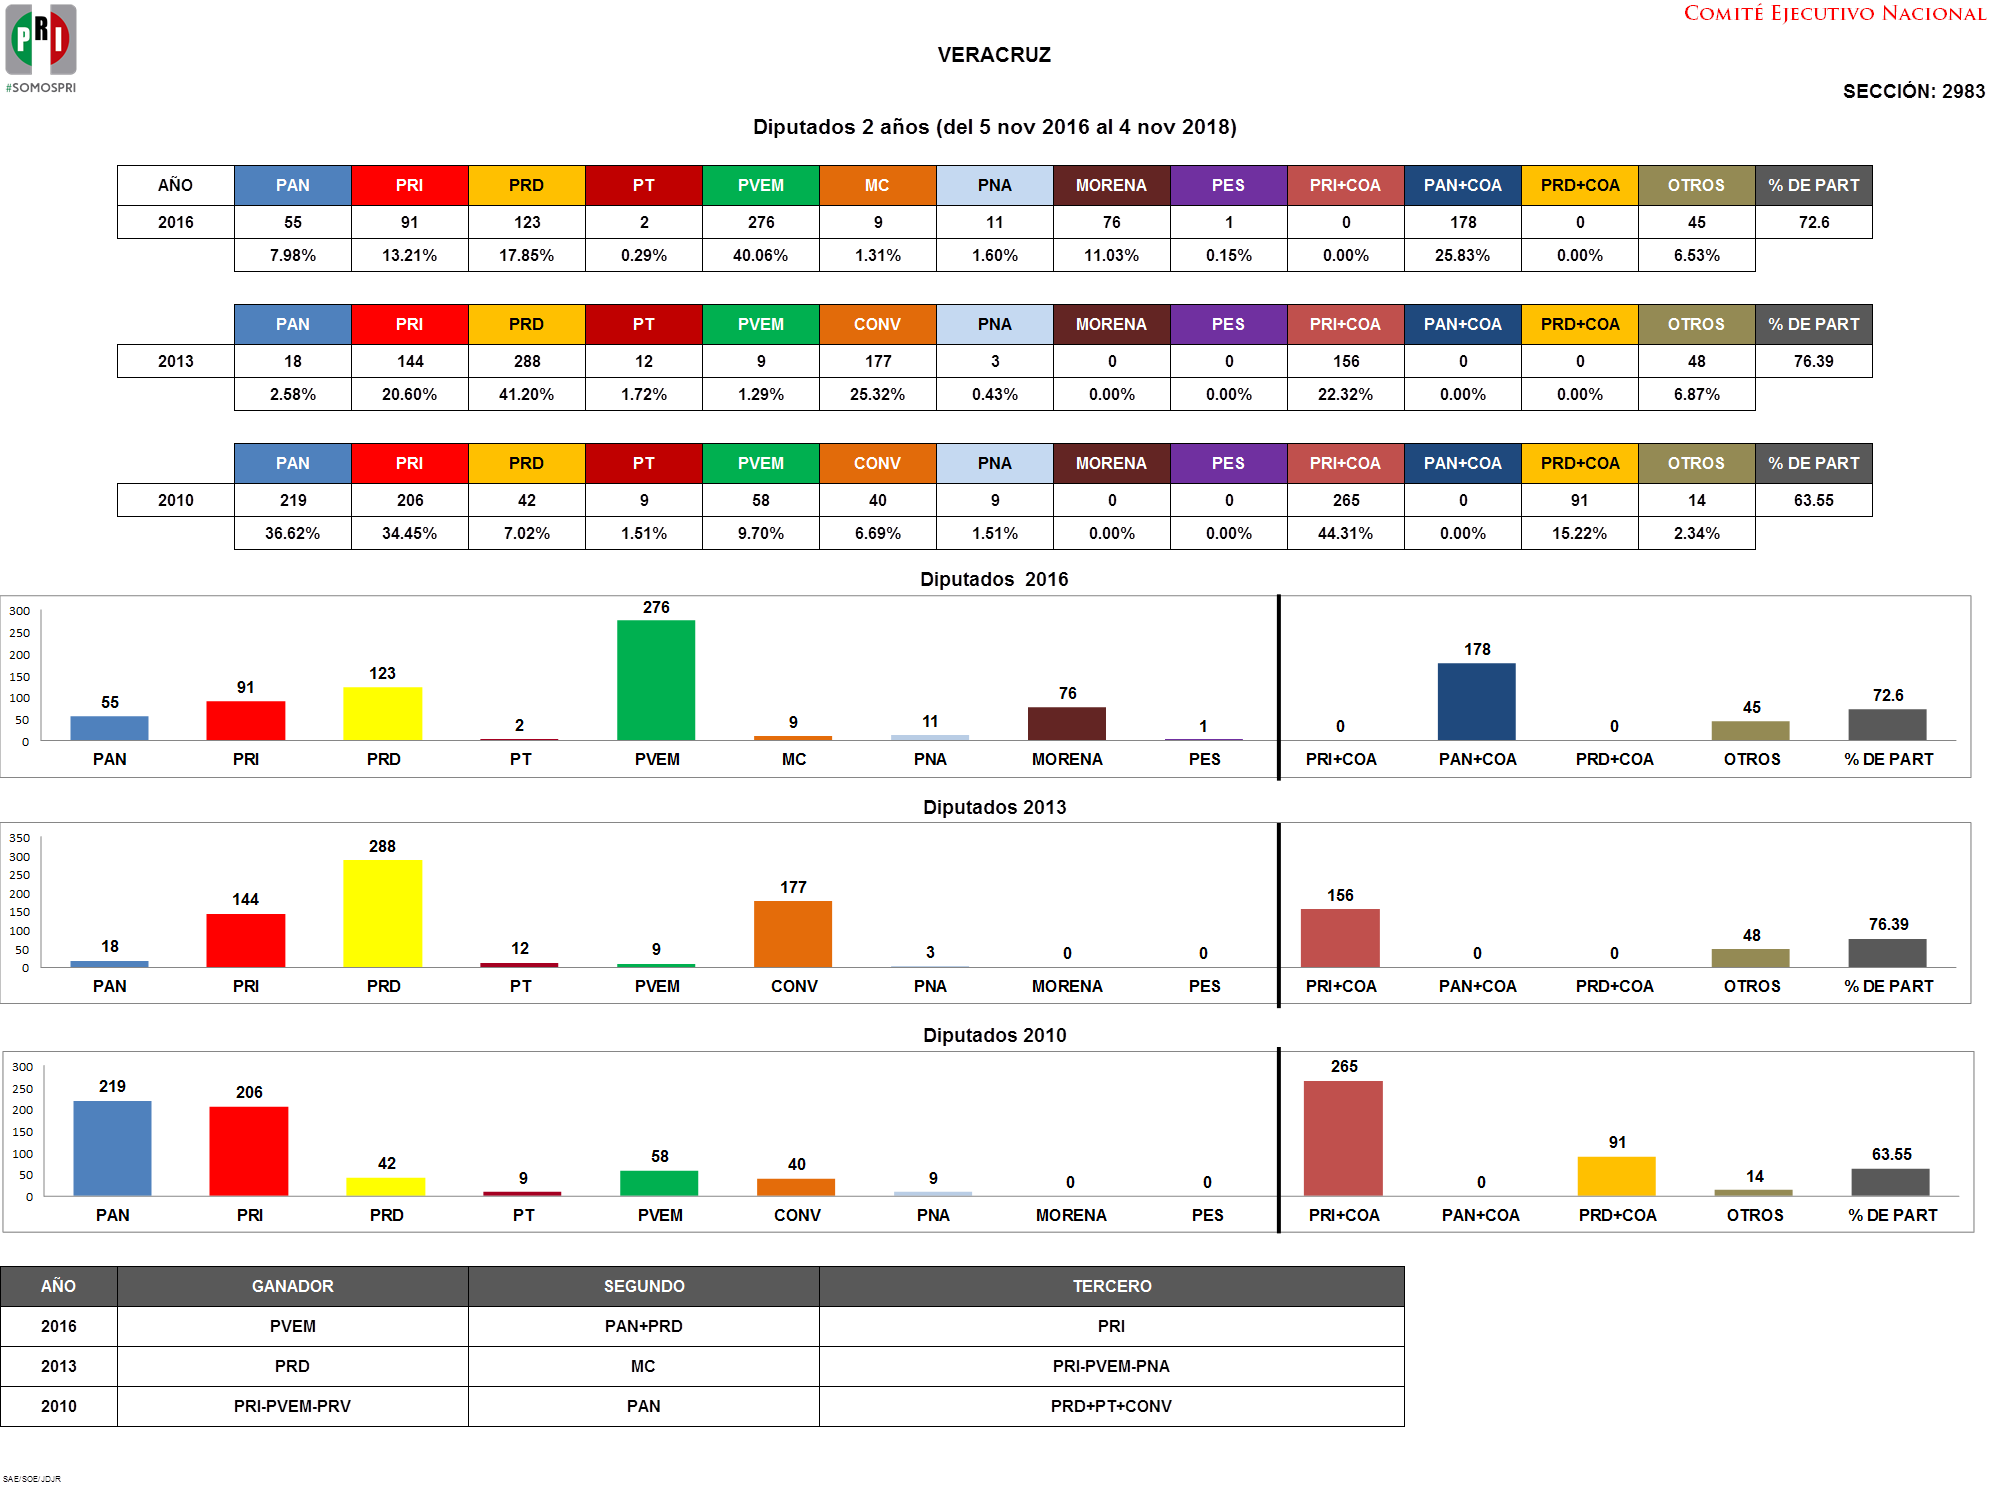 PRI
#SOMOSPRI
COMITÉ EJECUTIVO NACIONAL
VERACRUZ
SECCIÓN: 2983
Diputados 2 años (del 5 nov 2016 al 4 nov 2018)
AÑO PAN PRI PRD PT PVEM MC PNA MORENA PES PRI+COA PAN+COA PRD+COA OTROS % DE PART
2016 55 91 123 2 276 9 11 76 1 0 178 0 45 72.6
7.98% 13.21% 17.85% 0.29% 40.06% 1.31% 1.60% 11.03% 0.15% 0.00% 25.83% 0.00% 6.53%
PAN PRI PRD PT PVEM CONV PNA MORENA PES PRI+COA PAN+COA PRD+COA OTROS % DE PART
2013 18 144 288 12 9 177 3 0 0 156 0 0 48 76.39
2.58% 20.60% 41.20% 1.72% 1.29% 25.32% 0.43% 0.00% 0.00% 22.32% 0.00% 0.00% 6.87%
PAN PRI PRD PT PVEM CONV PNA MORENA PES PRI+COA PAN+COA PRD+COA OTROS % DE PART
2010 219 206 42 9 58 40 9 0 0 265 0 91 14 63.55
36.62% 34.45% 7.02% 1.51% 9.70% 6.69% 1.51% 0.00% 0.00% 44.31% 0.00% 15.22% 2.34%
Diputados 2016
300
250
200
150
100
50
0
55 91 123 2 276 9 11 76 1 0 178 0 45 72.6
PAN PRI PRD PT PVEM MC PNA MORENA PES PRI+COA PAN+COA PRD+COA OTROS % DE PART
Diputados 2013
350
300
250
200
150
100
50
0
18 144 288 12 9 177 3 0 0 156 0 0 48 76.39
PAN PRI PRD PT PVEM CONV PNA MORENA PES PRI+COA PAN+COA PRD+COA OTROS % DE PART
Diputados 2010
300
250
200
150
100
50
0
219 206 42 9 58 40 9 0 0 265 0 91 14 63.55
PAN PRI PRD PT PVEM CONV PNA MORENA PES PRI+COA PAN+COA PRD+COA OTROS % DE PART
AÑO GANADOR SEGUNDO TERCERO
2016 PVEM PAN+PRD PRI
2013 PRD MC PRI-PVEM-PNA
2010 PRI-PVEM-PRV PAN PRD+PT+CONV
SAE/SOE/JDJR